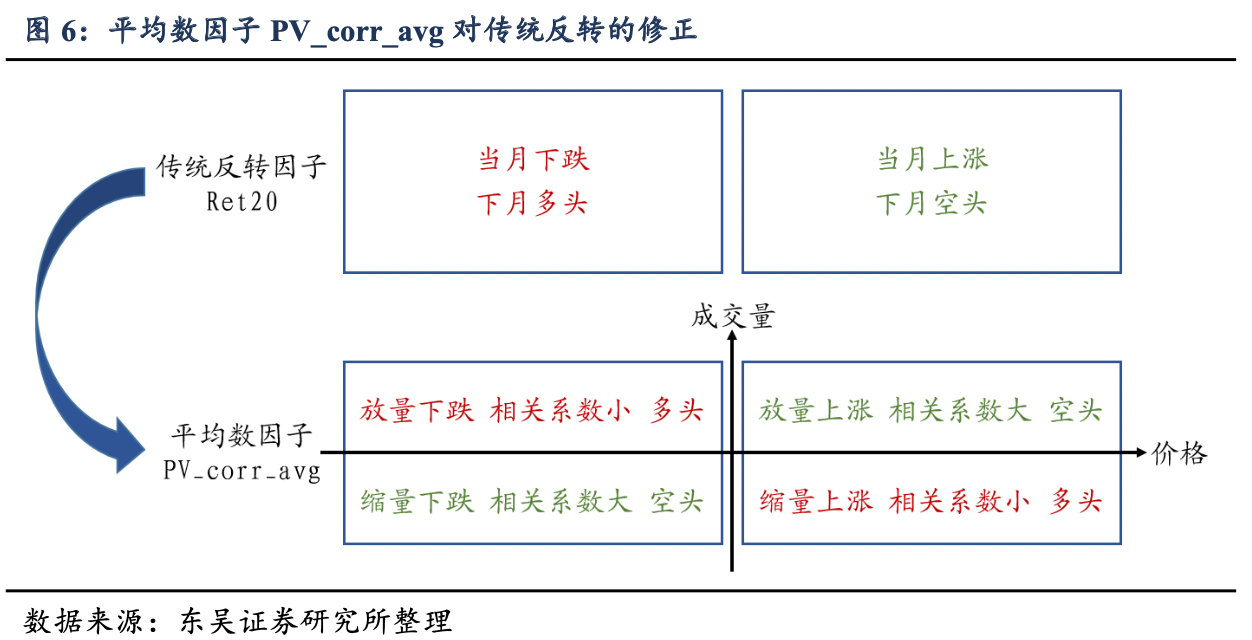 图 6：平均数因子 PV_corr_avg 对传统反转的修正
传统反转因子
Ret20
当月下跌
下月多头
当月上涨
下月空头
成交量
平均数因子
PV_corr_avg
放量下跌 相关系数小 多头
放量上涨 相关系数大 空头
价格
缩量下跌 相关系数大 空头
缩量上涨 相关系数小 多头
数据来源：东吴证券研究所整理